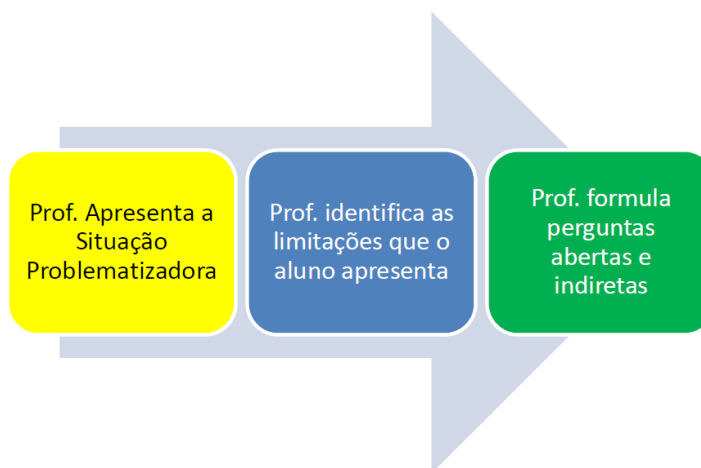 Prof. Apresenta a
Situação
Problematizadora
Prof. identifica as
limitações que o
aluno apresenta
Prof. formula
perguntas
abertas e
indiretas